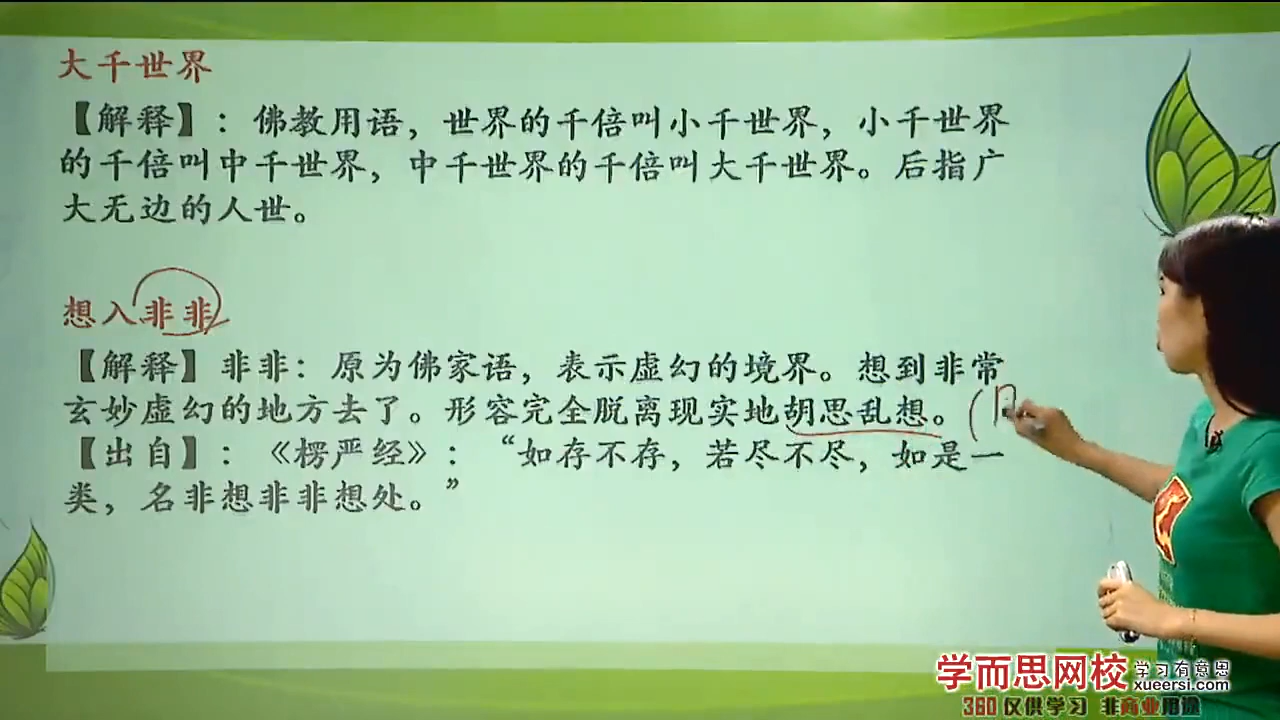 大千世界
【解释】：佛教用语，世界的千倍叫小千世界，小千世界
的千倍叫中千世界，中千世界的千倍叫大千世界。后指广
大无边的人世。
想入非非
【解释】非非：原为佛家语，表示虚幻的境界。想到非常
玄妙虚幻的地方去了。形容完全脱离现实地胡思乱想。
【出自】：《楞严经》：“如存不存，若尽不尽，如是一
类，名非想非非想处。”
学而思网校 学习有意思
xueersi.com
360 仅供学习 非商业用途